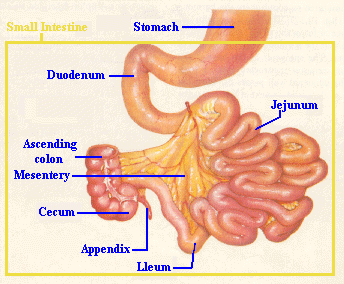 Small Intestine
Stomach
Duodenum
Jejunum
Ascending
colon
Mesentery
Cecum
Appendix
Lleum